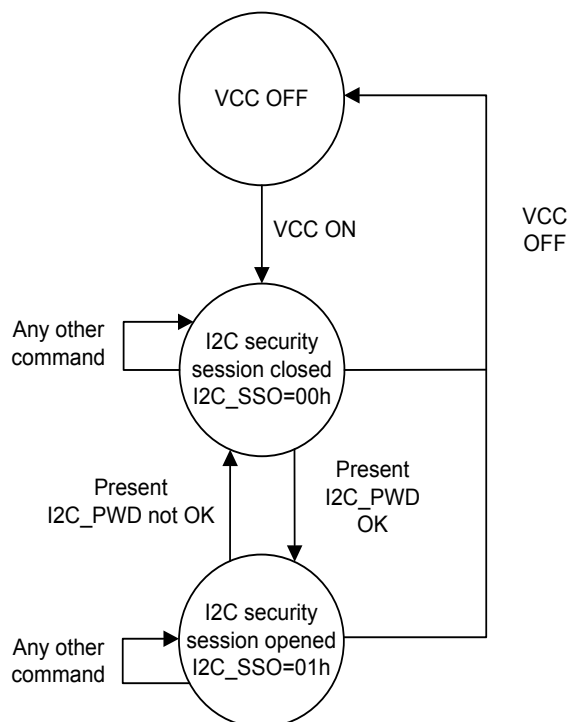 VCC OFF
VCC ON
VCC
OFF
Any other
command
I2C security
session closed
I2C_SSO=00h
Present
I2C_PWD not OK
Present
I2C_PWD
OK
I2C security
session opened
I2C_SSO=01h
Any other
command